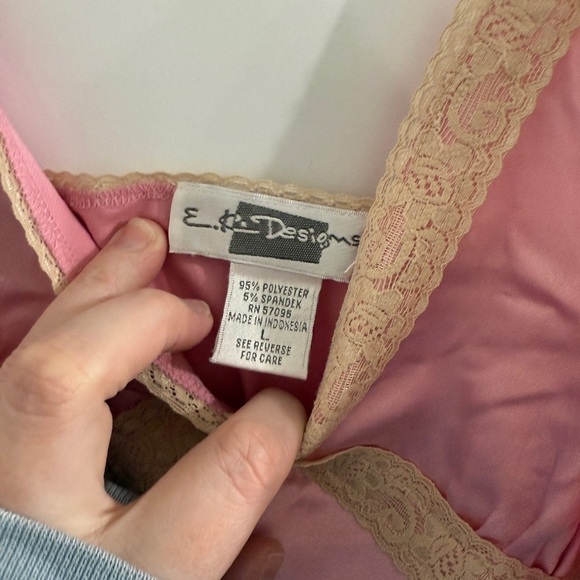 E.K. Designs
95% POLYESTER
5% SPANDEX
RN 57095
MADE IN INDONESIA
L
SEE REVERSE
FOR CARE